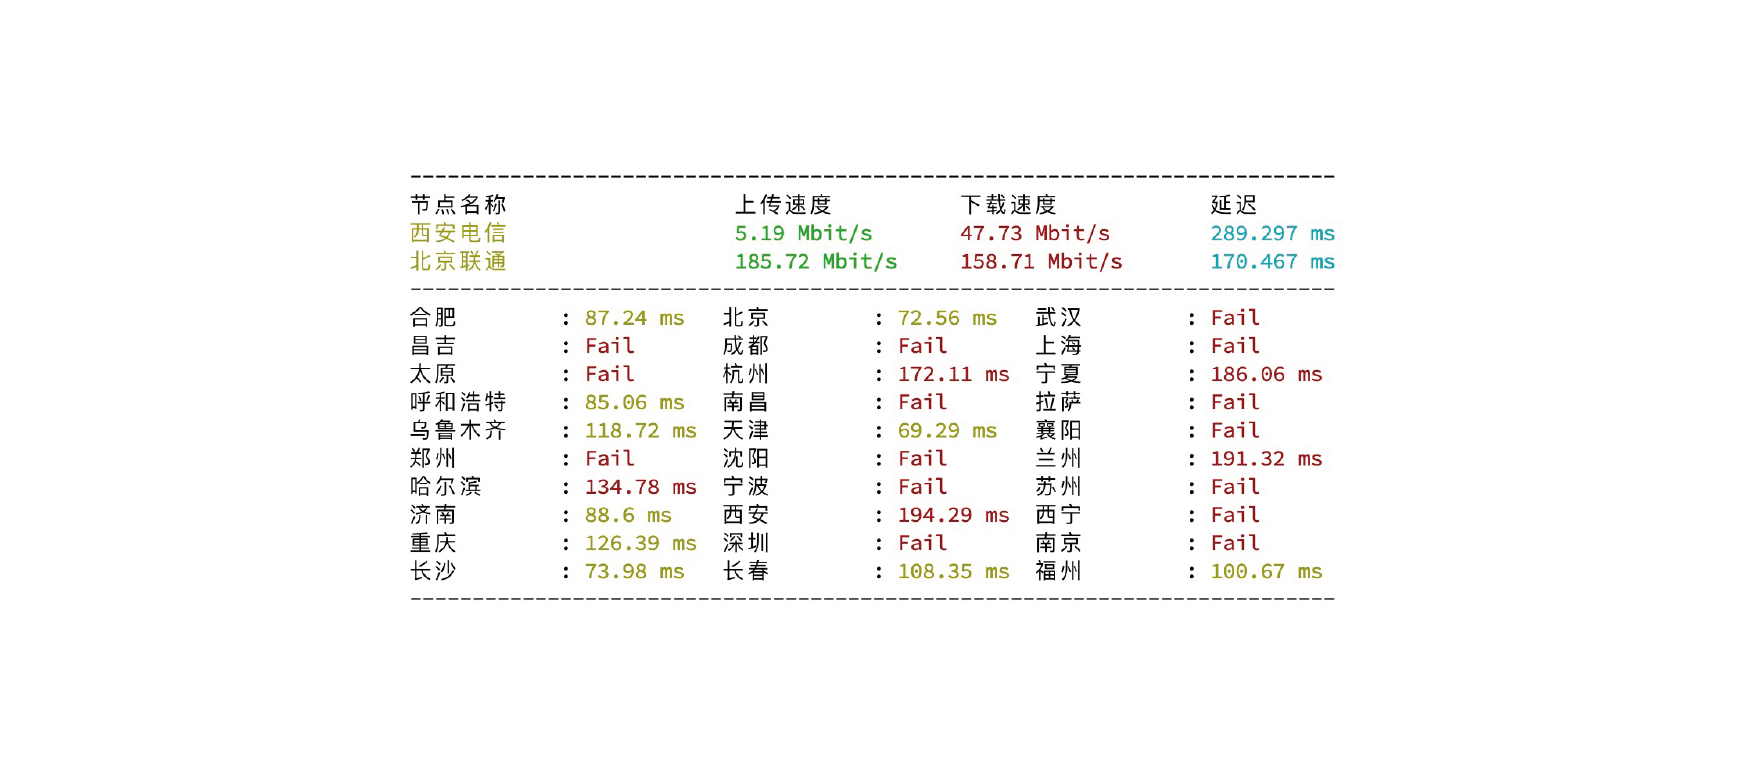 --------------------------------------------------------------------------
节点名称 上传速度 下载速度 延迟
西安电信 5.19 Mbit/s 47.73 Mbit/s 289.297 ms
北京联通 185.72 Mbit/s 158.71 Mbit/s 170.467 ms
--------------------------------------------------------------------------
合肥 : 87.24 ms 北京 : 72.56 ms 武汉 : Fail
昌吉 : Fail 成都 : Fail 上海 : Fail
太原 : Fail 杭州 : 172.11 ms 宁夏 : 186.06 ms
呼和浩特 : 85.06 ms 南昌 : Fail 拉萨 : Fail
乌鲁木齐 : 118.72 ms 天津 : 69.29 ms 襄阳 : Fail
郑州 : Fail 沈阳 : Fail 兰州 : 191.32 ms
哈尔滨 : 134.78 ms 宁波 : Fail 苏州 : Fail
济南 : 88.6 ms 西安 : 194.29 ms 西宁 : Fail
重庆 : 126.39 ms 深圳 : Fail 南京 : Fail
长沙 : 73.98 ms 长春 : 108.35 ms 福州 : 100.67 ms
--------------------------------------------------------------------------